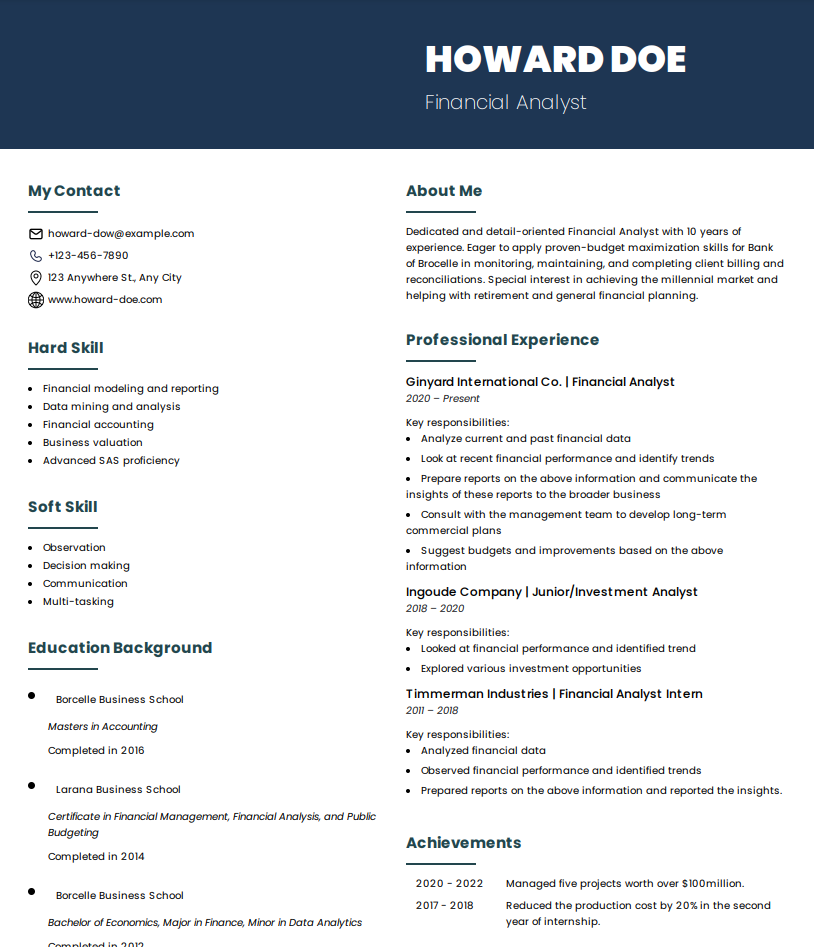 HOWARD DOE
Financial Analyst
My Contact
howard-dow@example.com
+123-456-7890
123 Anywhere St., Any City
www.howard-doe.com
Hard Skill
• Financial modeling and reporting
• Data mining and analysis
• Financial accounting
• Business valuation
• Advanced SAS proficiency
Soft Skill
• Observation
• Decision making
• Communication
• Multi-tasking
Education Background
• Borcelle Business School
Masters in Accounting
Completed in 2016
• Larana Business School
Certificate in Financial Management, Financial Analysis, and Public
Budgeting
Completed in 2014
• Borcelle Business School
Bachelor of Economics, Major in Finance, Minor in Data Analytics
Completed in 2012
About Me
Dedicated and detail-oriented Financial Analyst with 10 years of
experience. Eager to apply proven-budget maximization skills for Bank
of Brocelle in monitoring, maintaining, and completing client billing and
reconciliations. Special interest in achieving the millennial market and
helping with retirement and general financial planning.
Professional Experience
Ginyard International Co. | Financial Analyst
2020 – Present
Key responsibilities:
• Analyze current and past financial data
• Look at recent financial performance and identify trends
• Prepare reports on the above information and communicate the
insights of these reports to the broader business
• Consult with the management team to develop long-term
commercial plans
• Suggest budgets and improvements based on the above
information
Ingoude Company | Junior/Investment Analyst
2018 – 2020
Key responsibilities:
• Looked at financial performance and identified trend
• Explored various investment opportunities
Timmerman Industries | Financial Analyst Intern
2011 – 2018
Key responsibilities:
• Analyzed financial data
• Observed financial performance and identified trends
• Prepared reports on the above information and reported the insights.
Achievements
2020 - 2022 Managed five projects worth over $100million.
2017 - 2018 Reduced the production cost by 20% in the second
year of internship.